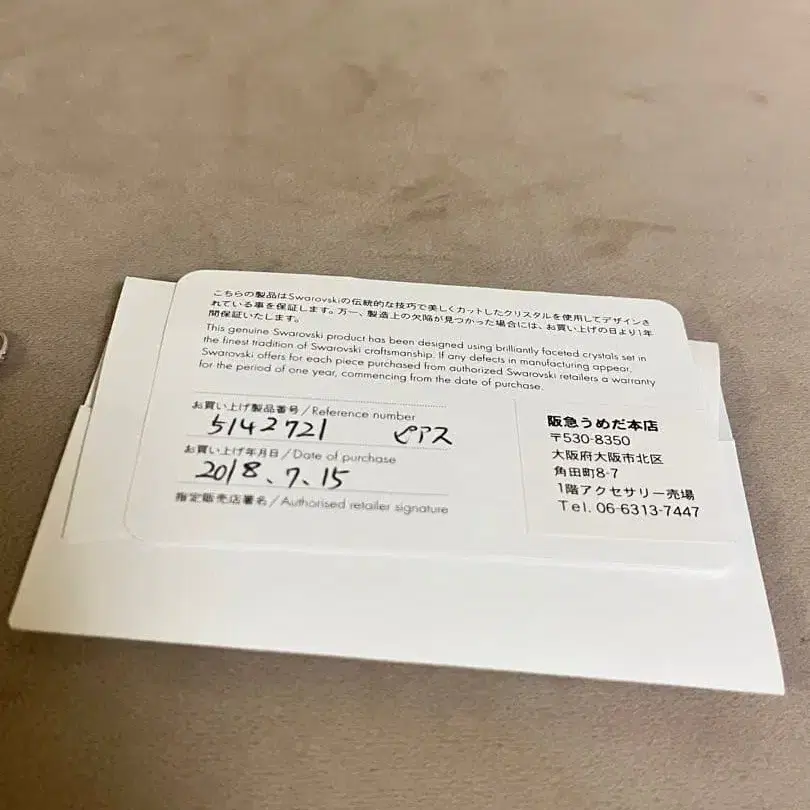 こちらの製品はSwarovskiの伝統的な技巧で美しくカットしたクリスタルを使用してデザインさ
れている事を保証します。万一、製造上の欠陥が見つかった場合には、お買い上げの日より1年
間保証いたします。
This genuine Swarovski product has been designed using brilliantly faceted crystals set in
the finest tradition of Swarovski craftsmanship. If any defects in manufacturing appear,
Swarovski offers for each piece purchased from authorized Swarovski retailers a warranty
for the period of one year, commencing from the date of purchase.
お買い上げ製品番号/Reference number
5142721 ピアス
お買い上げ年月日/Date of purchase
2018.7.15
指定販売店署名/Authorised retailer signature
阪急うめだ本店
〒530-8350
大阪府大阪市北区
角田町8-7
1階アクセサリー売場
Tel. 06-6313-7447